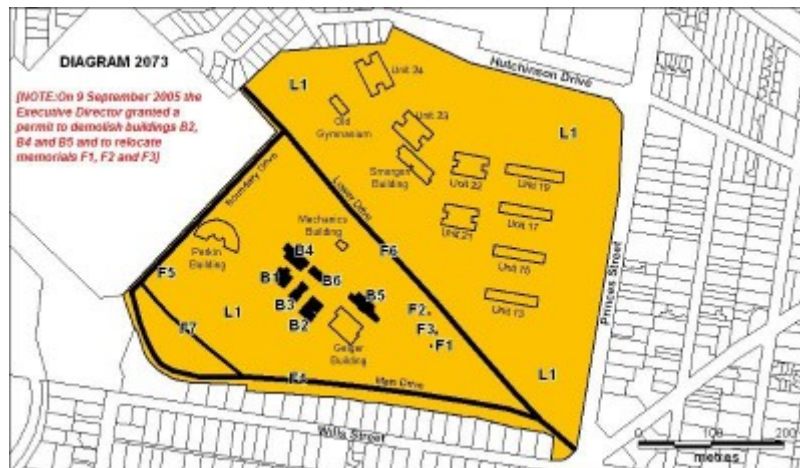 DIAGRAM 2073
[NOTE:On 9 September 2005 the
Executive Director granted a
permit to demolish buildings B2,
B4 and B5 and to relocate
memorials F1, F2 and F3]
Hutchinson Drive
L1
Unit 24
Old
Gymnasium
Unit 23
L1
Smorgon
Building
Unit 22
Unit 19
Boundary Drive
Lower Drive
Unit 21
Unit 17
Mechanics
Building
Perkin
Building
B4
F6
Unit 15
F5
B1
B6
B3
B5
Unit 13
Princes Street
F7
L1
B2
F2
F3
F1
Geiger
Building
F4
Main Drive
L1
Wills Street
0 100 200
metres